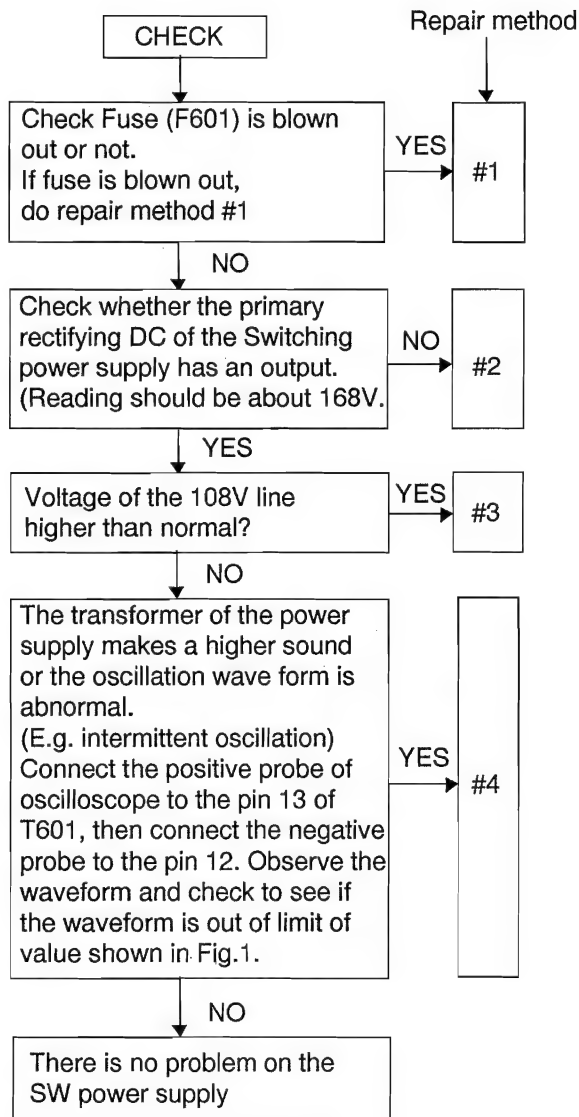 Repair method
CHECK
Check Fuse (F601) is blown
out or not.
If fuse is blown out,
do repair method #1
YES
#1
NO
Check whether the primary
rectifying DC of the Switching
power supply has an output.
(Reading should be about 168V.
NO
#2
YES
Voltage of the 108V line
higher than normal?
YES
#3
NO
The transformer of the power
supply makes a higher sound
or the oscillation wave form is
abnormal.
(E.g. intermittent oscillation)
Connect the positive probe of
oscilloscope to the pin 13 of
T601, then connect the negative
probe to the pin 12. Observe the
waveform and check to see if
the waveform is out of limit of
value shown in Fig.1.
YES
#4
NO
There is no problem on the
SW power supply